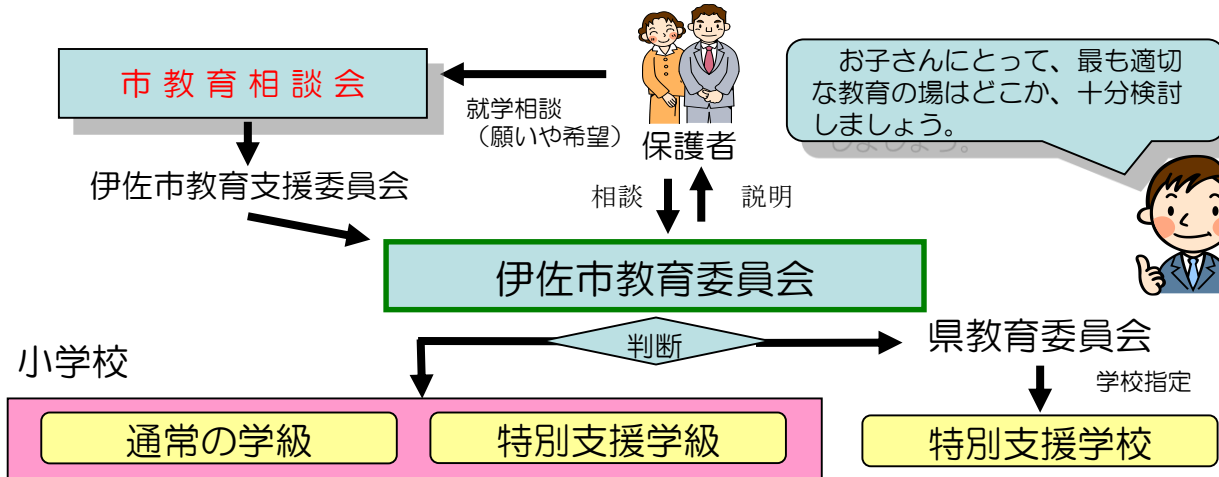 市教育相談会
就学相談
（願いや希望）
保護者
お子さんにとって、最も適切
な教育の場はどこか、十分検討
しましょう。
伊佐市教育支援委員会
相談
説明
伊佐市教育委員会
判断
県教育委員会
学校指定
小学校
通常の学級
特別支援学級
特別支援学校